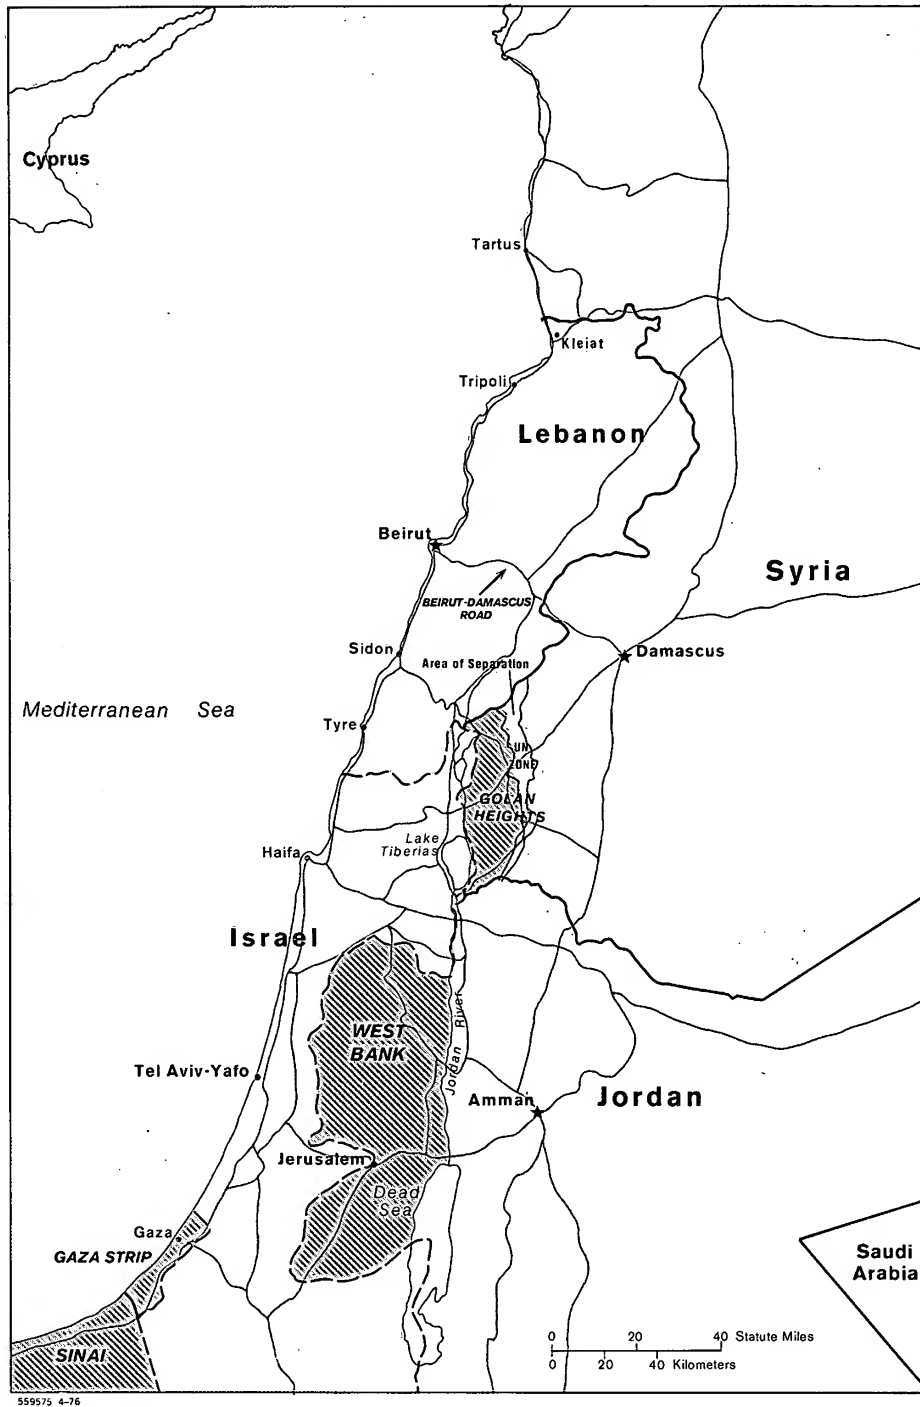 Cyprus
Tartus
Kleiat
Tripoli
Lebanon
Beirut
Syria
BEIRUT-DAMASCUS
ROAD
Sidon
Damascus
Area of Separation
Mediterranean Sea
Tyre
UN
ZONE
GOLAN
HEIGHTS
Lake
Tiberias
Haifa
Israel
Jordan River
WEST
BANK
Tel Aviv-Yafo
Amman
Jordan
Jerusalem
Dead
Sea
Gaza
GAZA STRIP
Saudi
Arabia
SINAI
0 20 40 Statute Miles
0 20 40 Kilometers
559575 4-76